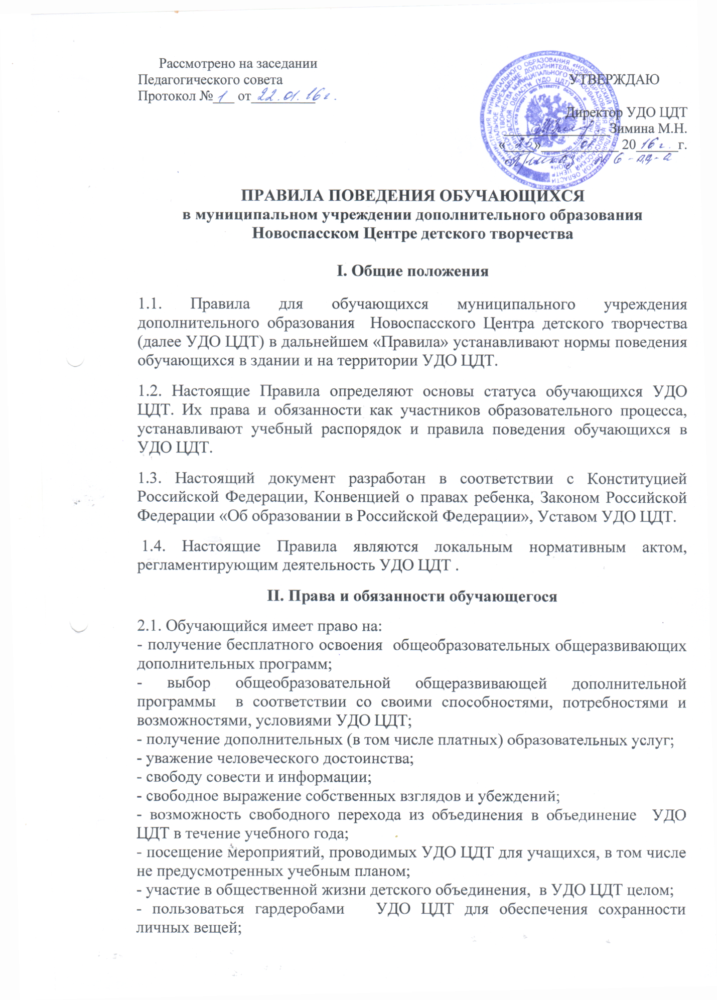 Рассмотрено на заседании
Педагогического совета
Протокол № 1 от 22.01.16 г.
УТВЕРЖДАЮ
Директор УДО ЦДТ
Зимина М.Н.
«25» 01 2016 г. г.
Приказ № 6-од-а
ПРАВИЛА ПОВЕДЕНИЯ ОБУЧАЮЩИХСЯ
в муниципальном учреждении дополнительного образования
Новоспасском Центре детского творчества
I. Общие положения
1.1. Правила для обучающихся муниципального учреждения
дополнительного образования Новоспасского Центра детского творчества
(далее УДО ЦДТ) в дальнейшем «Правила» устанавливают нормы поведения
обучающихся в здании и на территории УДО ЦДТ.
1.2. Настоящие Правила определяют основы статуса обучающихся УДО
ЦДТ. Их права и обязанности как участников образовательного процесса,
устанавливают учебный распорядок и правила поведения обучающихся в
УДО ЦДТ.
1.3. Настоящий документ разработан в соответствии с Конституцией
Российской Федерации, Конвенцией о правах ребенка, Законом Российской
Федерации «Об образовании в Российской Федерации», Уставом УДО ЦДТ.
1.4. Настоящие Правила являются локальным нормативным актом,
регламентирующим деятельность УДО ЦДТ .
II. Права и обязанности обучающегося
2.1. Обучающийся имеет право на:
- получение бесплатного освоения общеобразовательных общеразвивающих
дополнительных программ;
- выбор общеобразовательной общеразвивающей дополнительной
программы в соответствии со своими способностями, потребностями и
возможностями, условиями УДО ЦДТ;
- получение дополнительных (в том числе платных) образовательных услуг;
- уважение человеческого достоинства;
- свободу совести и информации;
- свободное выражение собственных взглядов и убеждений;
- возможность свободного перехода из объединения в объединение УДО
ЦДТ в течение учебного года;
- посещение мероприятий, проводимых УДО ЦДТ для учащихся, в том числе
не предусмотренных учебным планом;
- участие в общественной жизни детского объединения, в УДО ЦДТ целом;
- пользоваться гардеробами УДО ЦДТ для обеспечения сохранности
личных вещей;